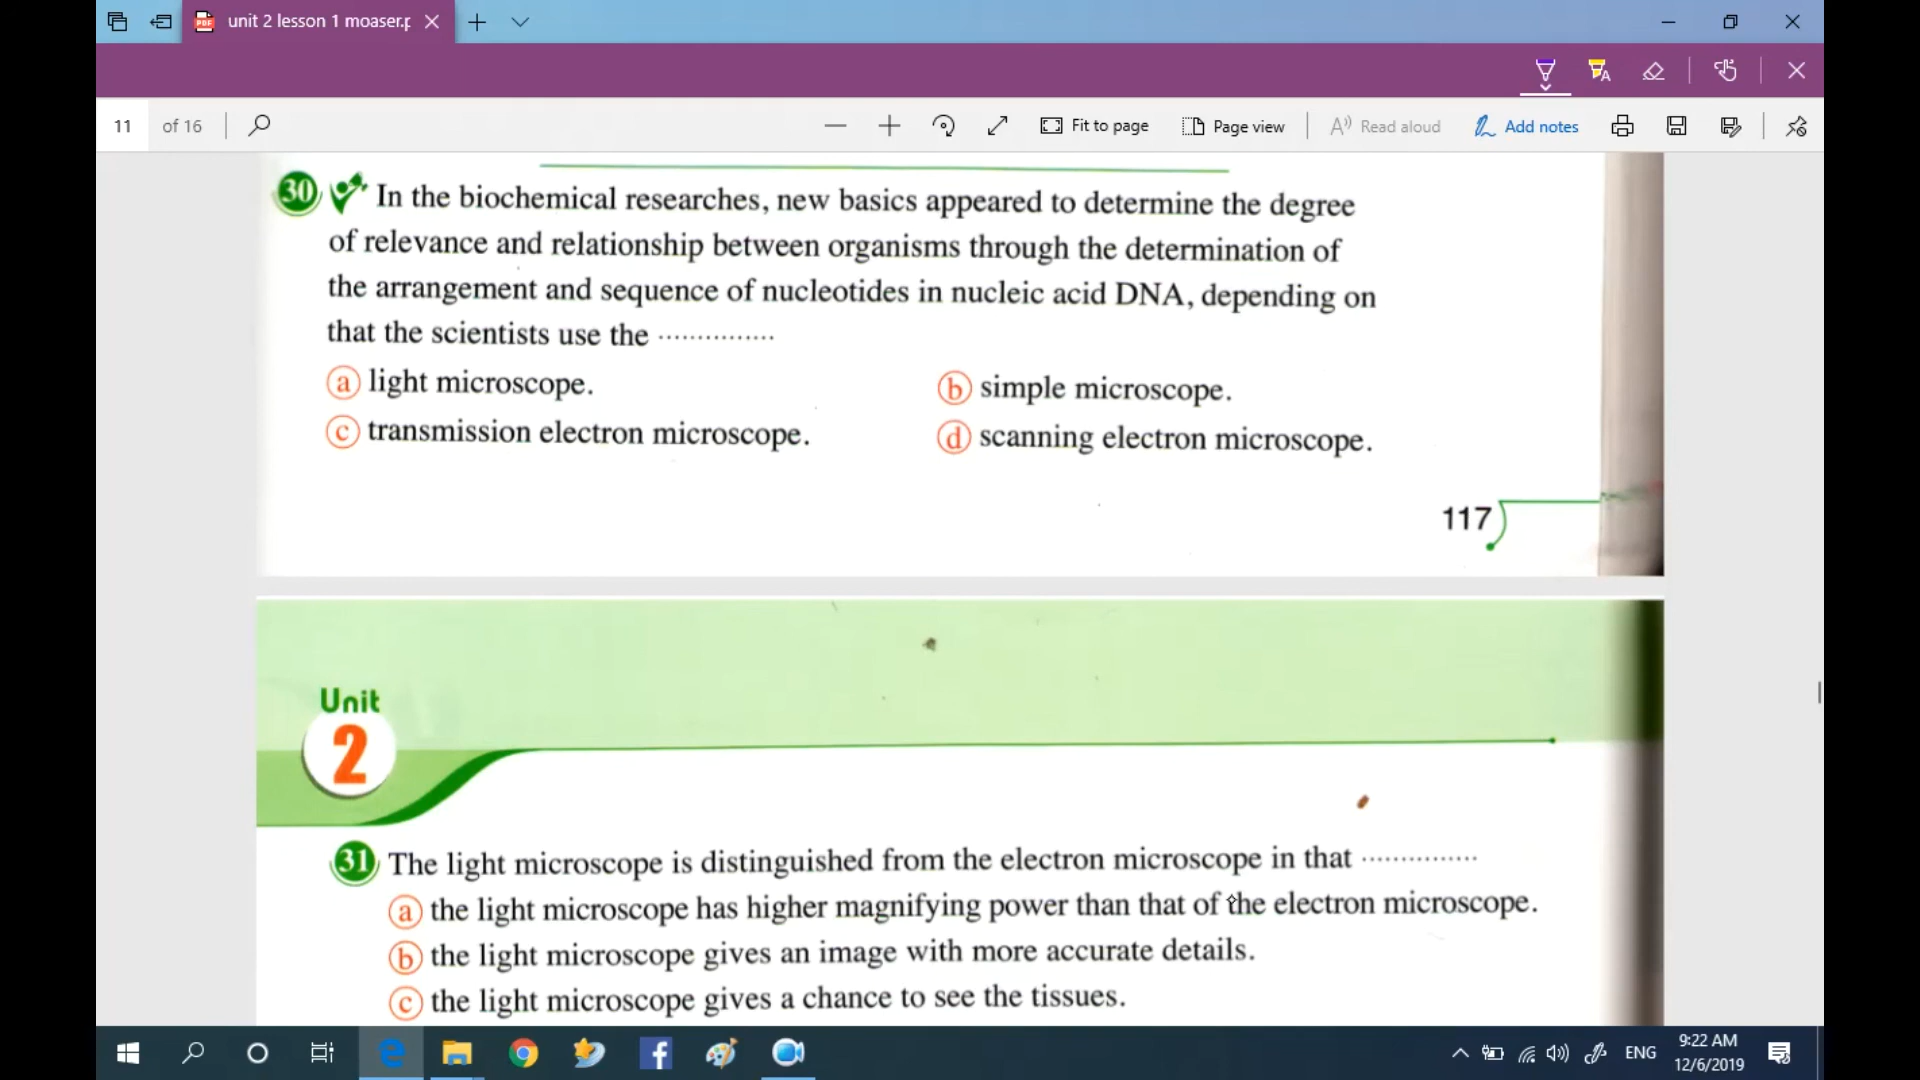 unit 2 lesson 1 moaser.p
11 of 16
Fit to page
Page view
Read aloud
Add notes
30 In the biochemical researches, new basics appeared to determine the degree
of relevance and relationship between organisms through the determination of
the arrangement and sequence of nucleotides in nucleic acid DNA, depending on
that the scientists use the ...............
a light microscope.
b simple microscope.
c transmission electron microscope.
d scanning electron microscope.
117
Unit
2
31 The light microscope is distinguished from the electron microscope in that ...............
a the light microscope has higher magnifying power than that of the electron microscope.
b the light microscope gives an image with more accurate details.
c the light microscope gives a chance to see the tissues.
ENG
9:22 AM
12/6/2019